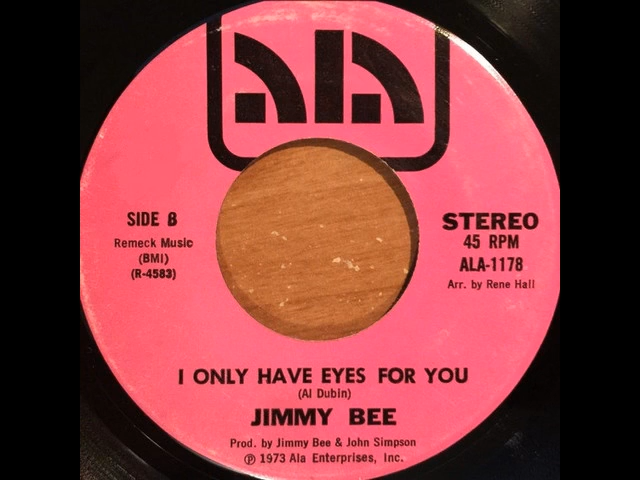 ala
SIDE B
Remeck Music
(BMI)
(R-4583)
STEREO
45 RPM
ALA-1178
Arr. by Rene Hall
I ONLY HAVE EYES FOR YOU
(Al Dubin)
JIMMY BEE
Prod. by Jimmy Bee & John Simpson
℗ 1973 Ala Enterprises, Inc.